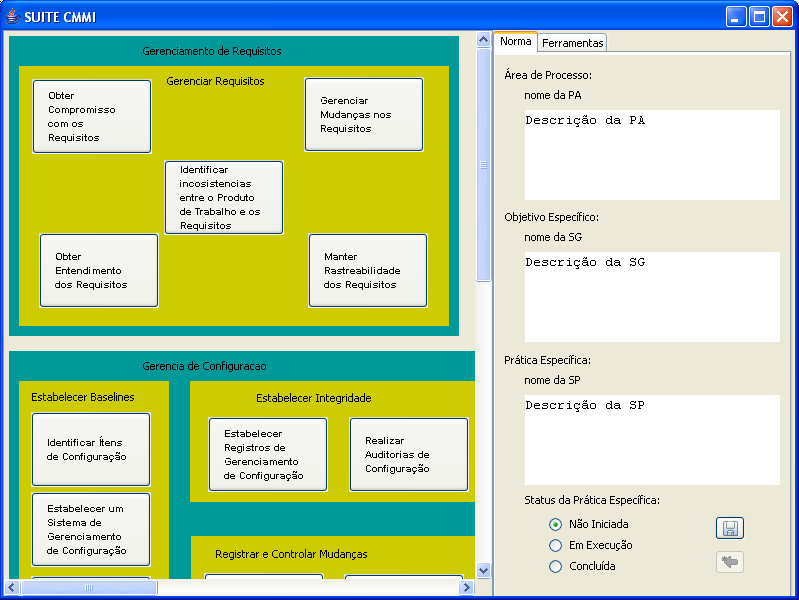 SUITE CMMI
Gerenciamento de Requisitos
Gerenciar Requisitos
Obter
Compromisso
com os
Requisitos
Gerenciar
Mudanças nos
Requisitos
Identificar
incosistencias
entre o Produto
de Trabalho e os
Requisitos
Obter
Entendimento
dos Requisitos
Manter
Rastreabilidade
dos Requisitos
Gerencia de Configuracao
Estabelecer Baselines
Identificar Ítens
de Configuração
Estabelecer um
Sistema de
Gerenciamento
de Configuração
Estabelecer Integridade
Estabelecer
Registros de
Gerenciamento
de Configuração
Realizar
Auditorias de
Configuração
Registrar e Controlar Mudanças
Norma
Ferramentas
Área de Processo:
nome da PA
Descrição da PA
Objetivo Específico:
nome da SG
Descrição da SG
Prática Específica:
nome da SP
Descrição da SP
Status da Prática Específica:
Não Iniciada
Em Execução
Concluída